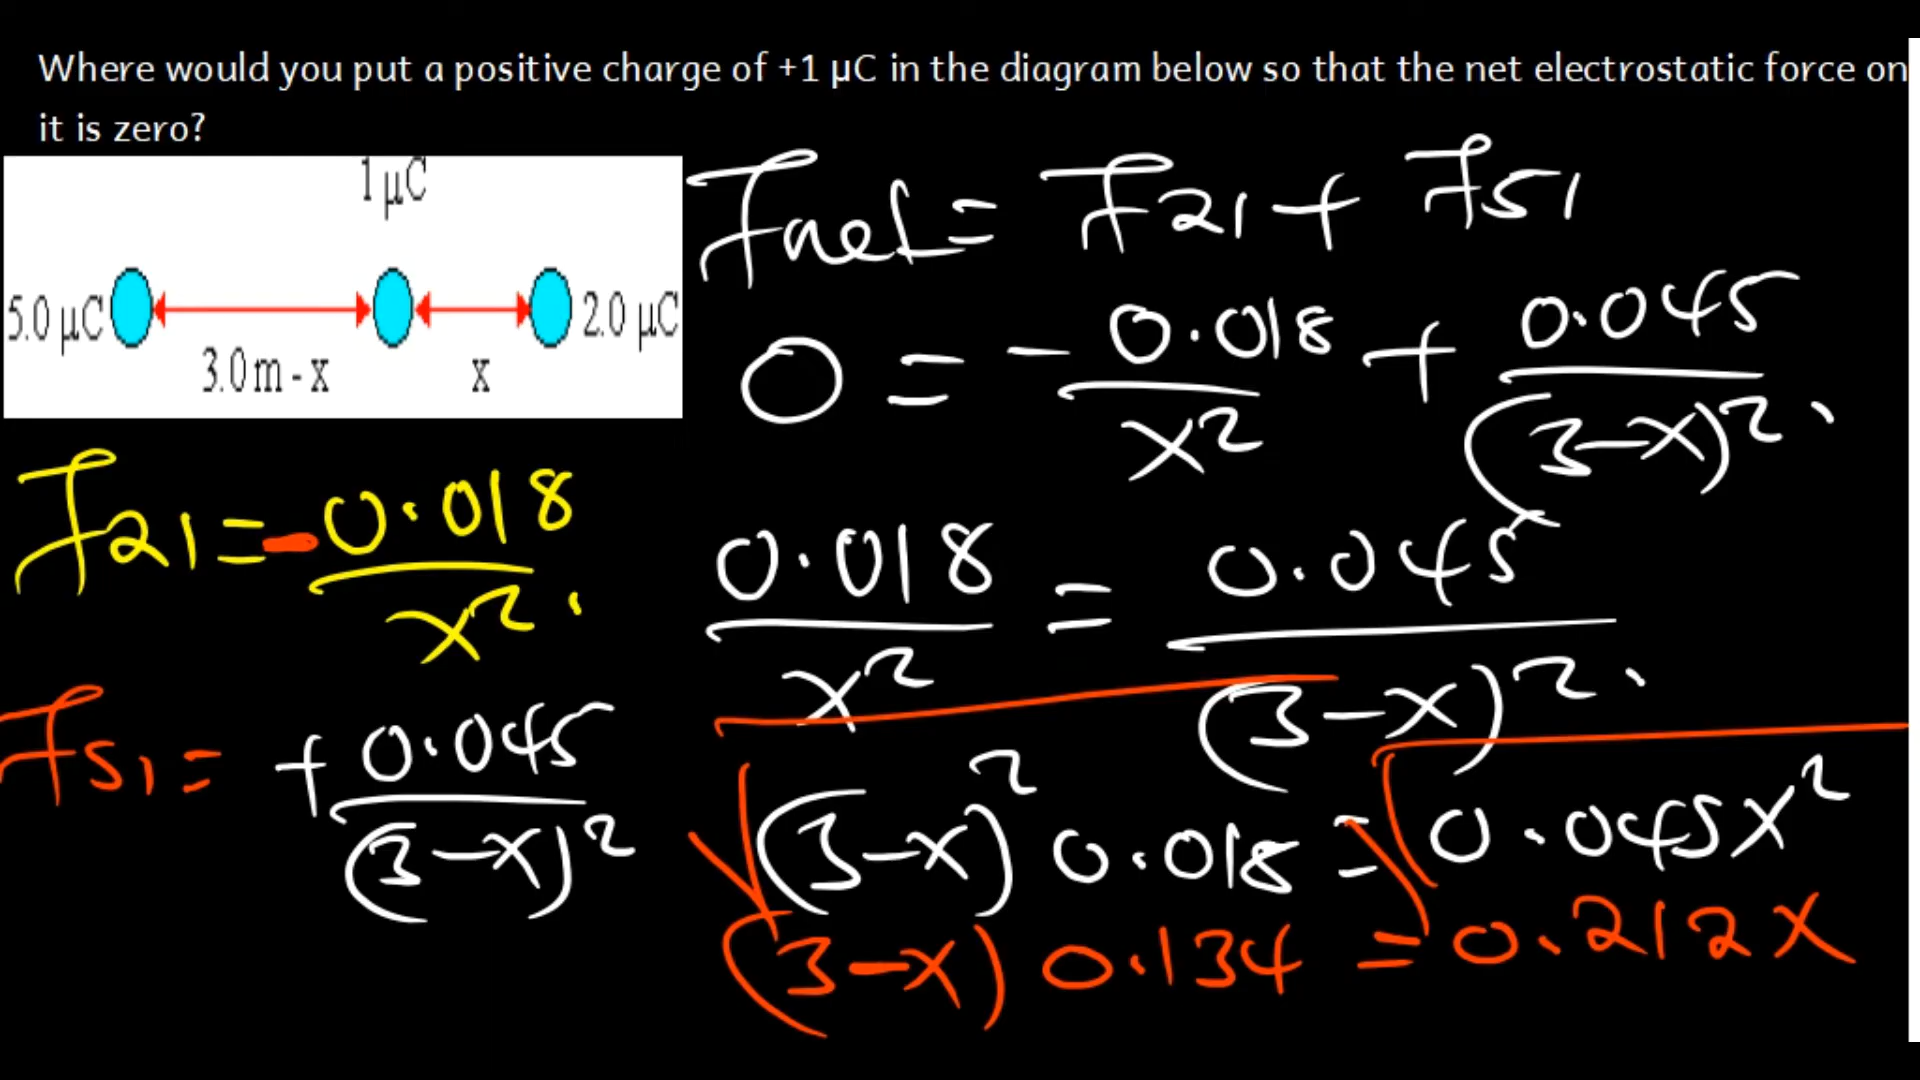 Where would you put a positive charge of +1 μC in the diagram below so that the net electrostatic force on
it is zero?
1 μC
5.0 μC
2.0 μC
3.0 m - x
x
F21 = -0.018
x²
F51 = +0.045
(3-x)²
Fnet = F21 + F51
0 = - 0.018 + 0.045
x² (3-x)²
0.018 = 0.045
x² (3-x)²
√(3-x)² 0.018 = √0.045x²
(3-x) 0.134 = 0.212x